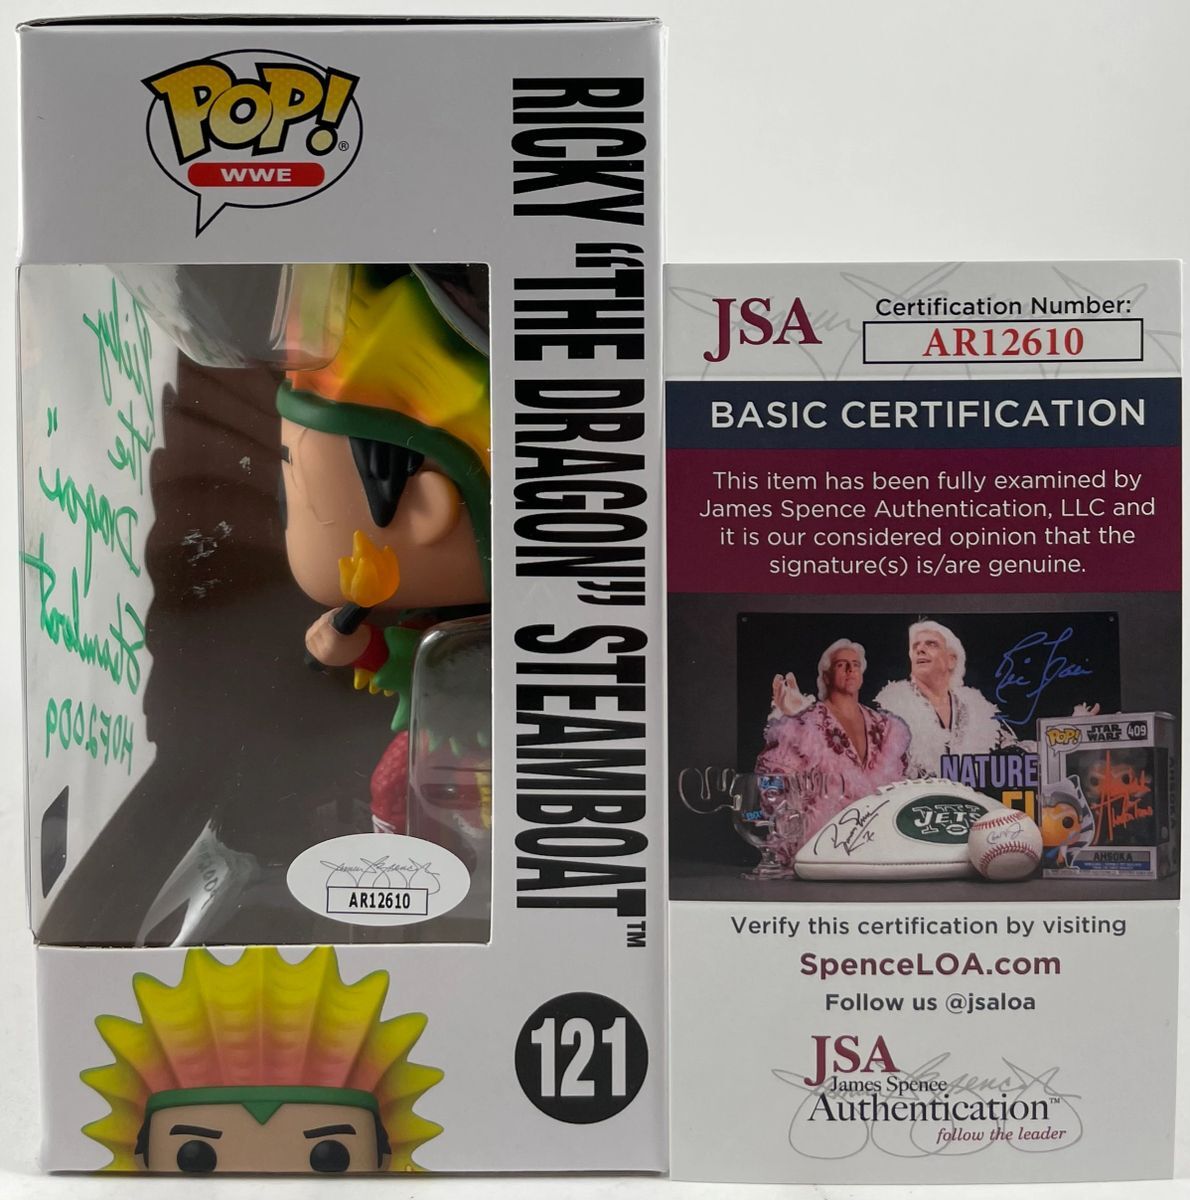 POP!®
WWE
RICKY "THE DRAGON" STEAMBOAT™
Ricky
"the
Dragon"
Steamboat
HOF2009
AR12610
121
JSA
Certification Number:
AR12610
BASIC CERTIFICATION
This item has been fully examined by
James Spence Authentication, LLC and
it is our considered opinion that the
signature(s) is/are genuine.
Ric Flair
NATURE
POP!
STAR
WARS
409
JETS
AHSOKA
Verify this certification by visiting
SpenceLOA.com
Follow us @jsaloa
JSA
James Spence
Authentication™
follow the leader